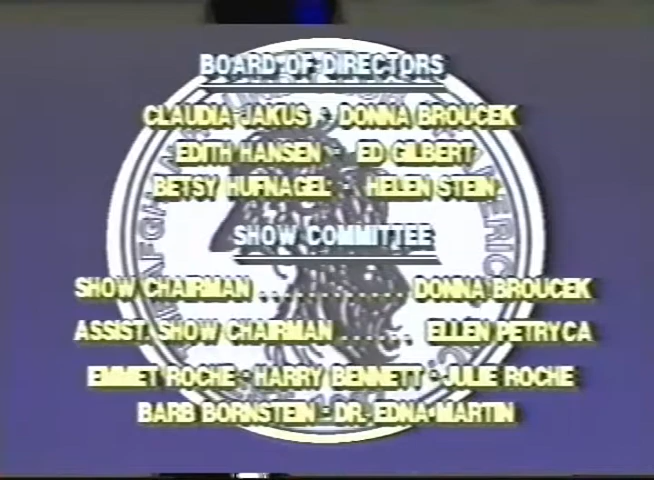 BOARD OF DIRECTORS
CLAUDIA JAKUS - DONNA BROUCEK
EDITH HANSEN - ED GILBERT
BETSY HUFNAGEL - HELEN STEIN
SHOW COMMITTEE
SHOW CHAIRMAN ............ DONNA BROUCEK
ASSIST. SHOW CHAIRMAN ...... ELLEN PETRYCA
EMMET ROCHE - HARRY BENNETT - JULIE ROCHE
BARB BORNSTEIN - DR. EDNA MARTIN
AFGHAN